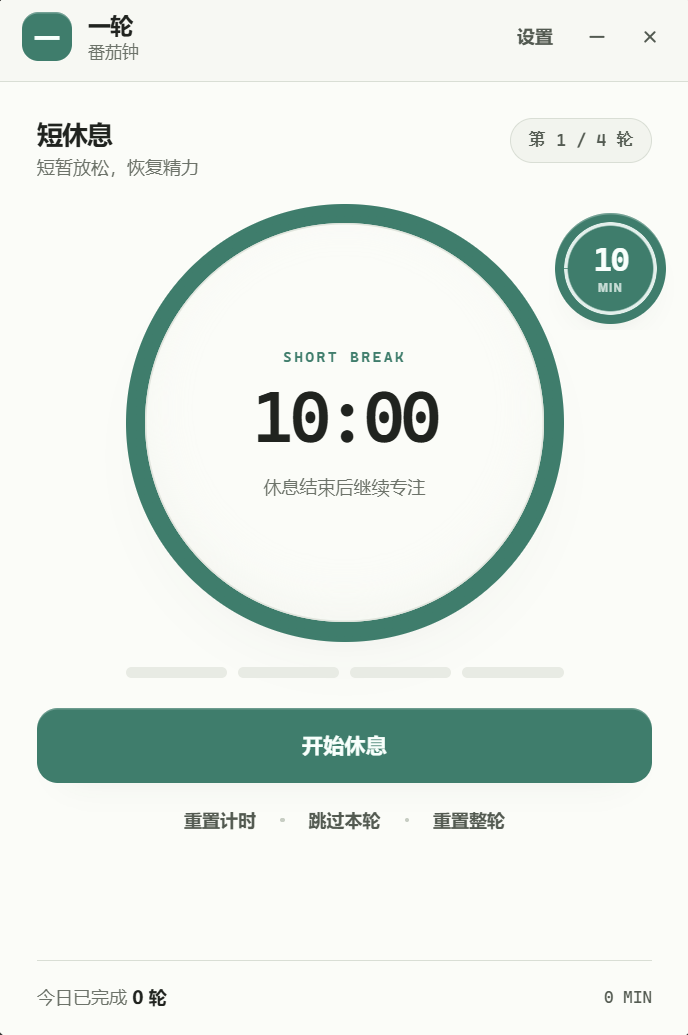 一轮
番茄钟
设置
短休息
短暂放松，恢复精力
第 1 / 4 轮
10
MIN
SHORT BREAK
10:00
休息结束后继续专注
开始休息
重置计时 · 跳过本轮 · 重置整轮
今日已完成 0 轮
0 MIN